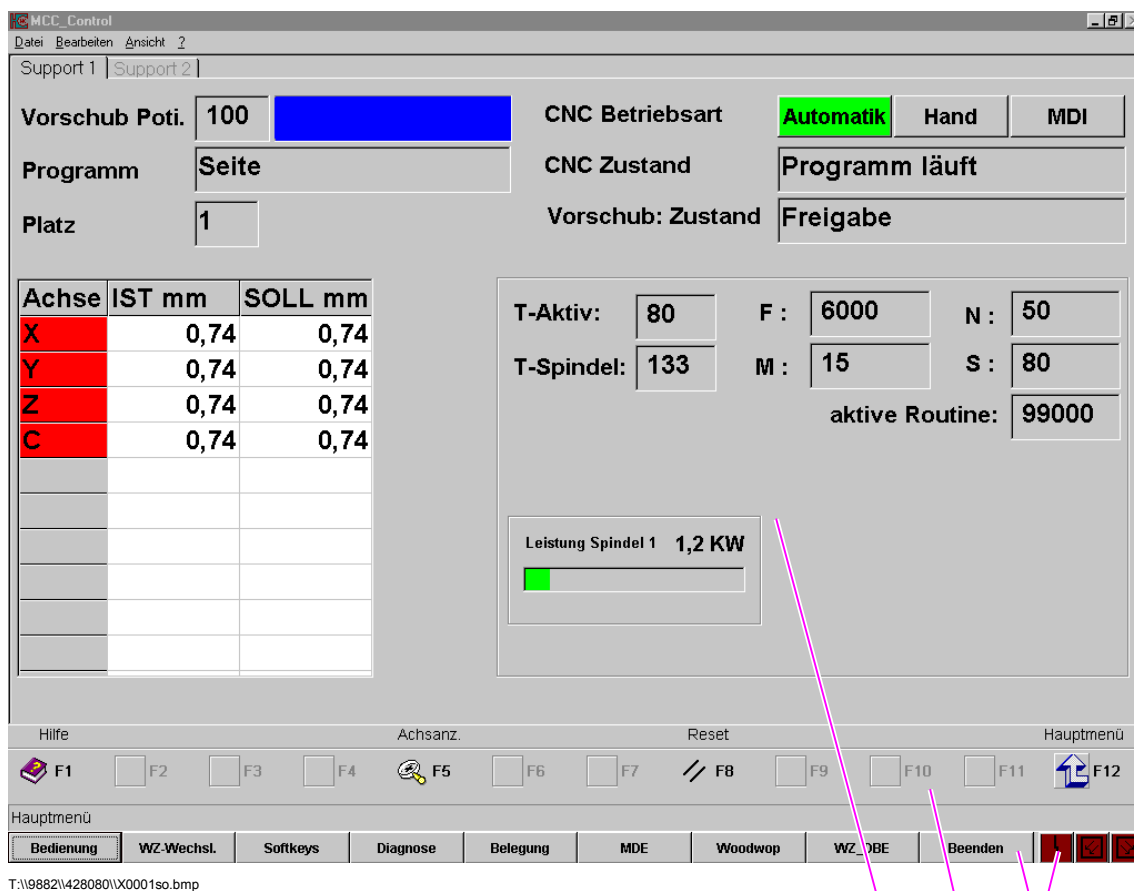 MCC_Control
Datei Bearbeiten Ansicht ?
Support 1 Support 2
Vorschub Poti. 100 CNC Betriebsart Automatik Hand MDI
Programm Seite CNC Zustand Programm läuft
Platz 1 Vorschub: Zustand Freigabe
Achse IST mm SOLL mm
X 0,74 0,74
Y 0,74 0,74
Z 0,74 0,74
C 0,74 0,74
T-Aktiv: 80 F : 6000 N : 50
T-Spindel: 133 M : 15 S : 80
aktive Routine: 99000
Leistung Spindel 1 1,2 KW
Hilfe Achsanz. Reset Hauptmenü
F1 F2 F3 F4 F5 F6 F7 F8 F9 F10 F11 F12
Hauptmenü
Bedienung WZ-Wechsl. Softkeys Diagnose Belegung MDE Woodwop WZ_DBE Beenden
T:\\9882\\428080\\X0001so.bmp